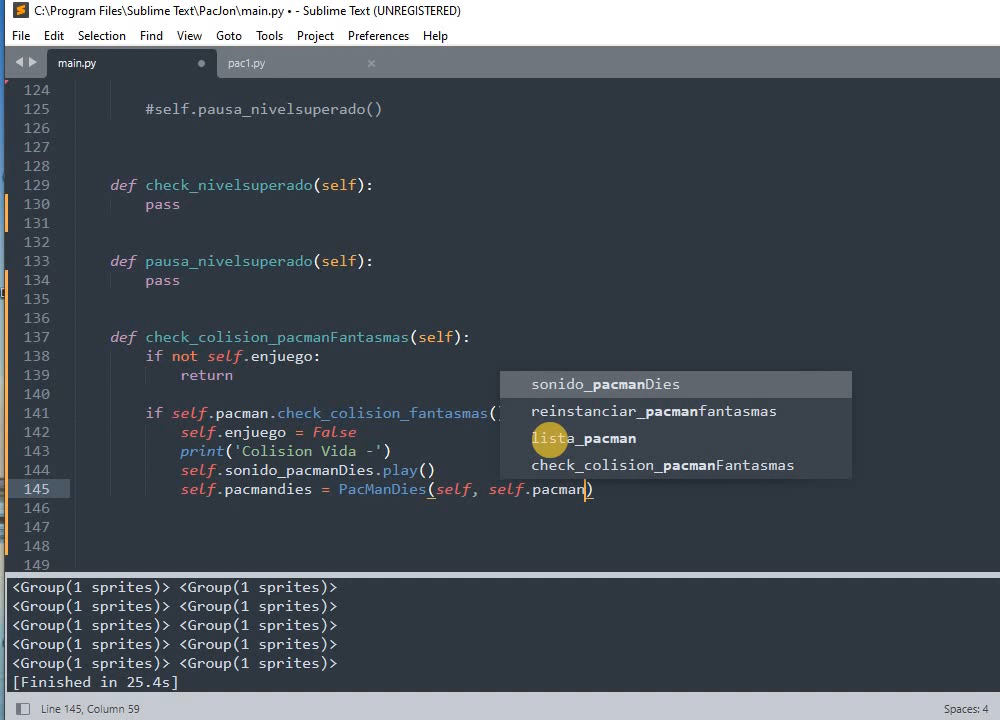 C:\Program Files\Sublime Text\PacJon\main.py • - Sublime Text (UNREGISTERED)
File Edit Selection Find View Goto Tools Project Preferences Help
main.py pac1.py
124
125 #self.pausa_nivelsuperado()
126
127
128
129 def check_nivelsuperado(self):
130 pass
131
132
133 def pausa_nivelsuperado(self):
134 pass
135
136
137 def check_colision_pacmanFantasmas(self):
138 if not self.enjuego:
139 return
140
141 if self.pacman.check_colision_fantasmas(
142 self.enjuego = False
143 print('Colision Vida -')
144 self.sonido_pacmanDies.play()
145 self.pacmandies = PacManDies(self, self.pacman)
146
147
148
149
sonido_pacmanDies
reinstanciar_pacmanfantasmas
lista_pacman
check_colision_pacmanFantasmas
<Group(1 sprites)> <Group(1 sprites)>
<Group(1 sprites)> <Group(1 sprites)>
<Group(1 sprites)> <Group(1 sprites)>
<Group(1 sprites)> <Group(1 sprites)>
<Group(1 sprites)> <Group(1 sprites)>
[Finished in 25.4s]
Line 145, Column 59 Spaces: 4